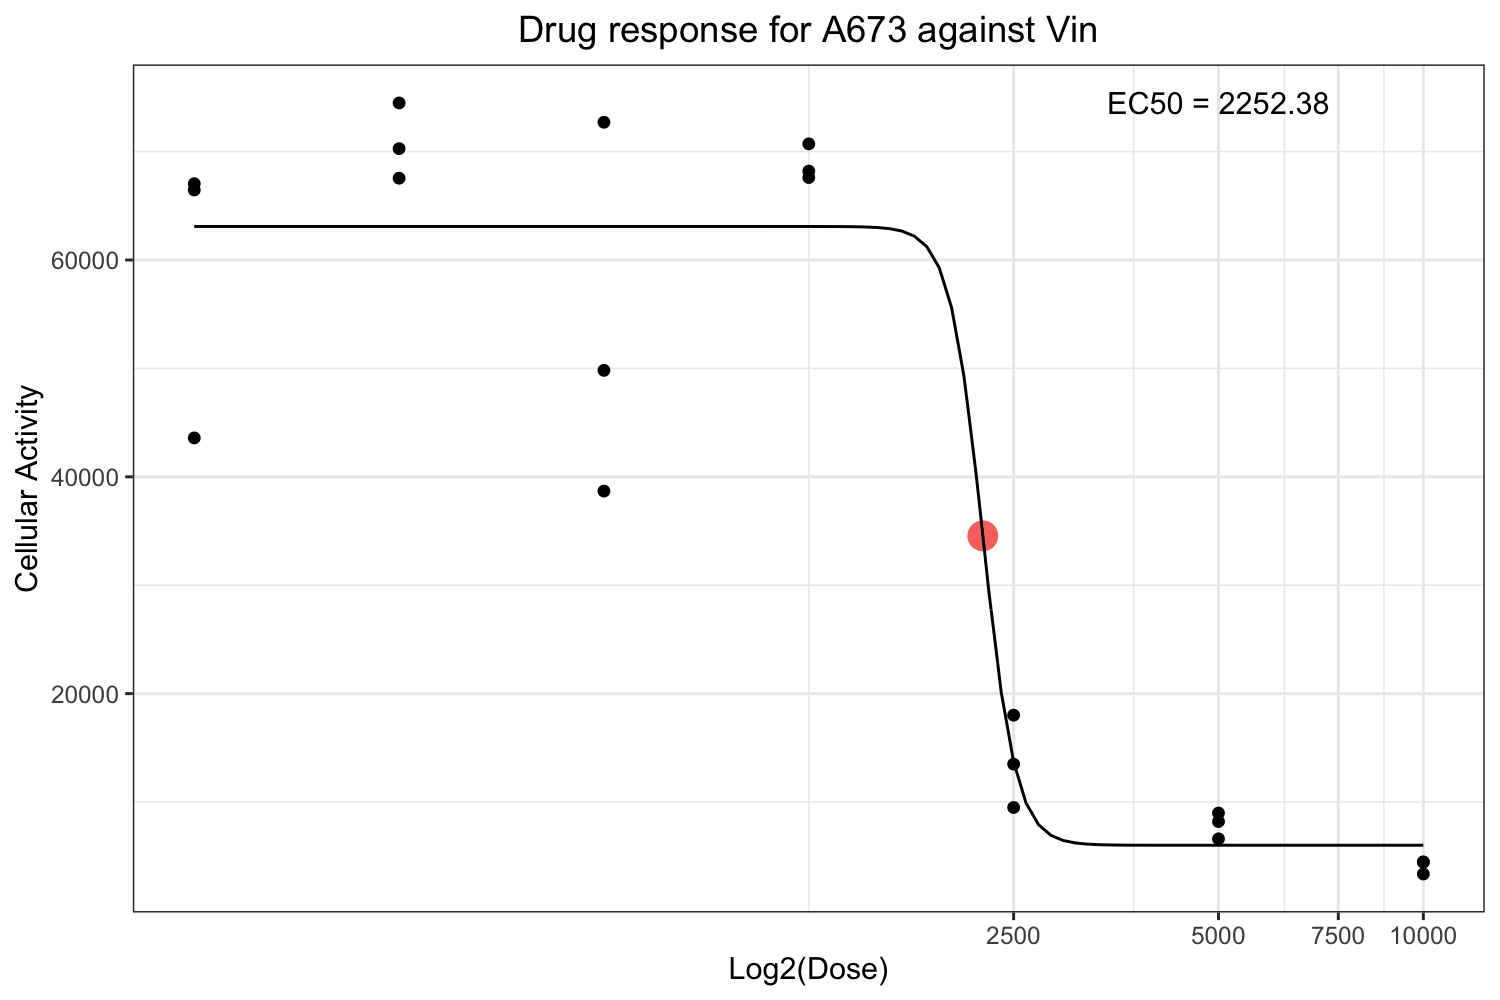 Drug response for A673 against Vin
EC50 = 2252.38
Cellular Activity
60000
40000
20000
2500 5000 7500 10000
Log2(Dose)